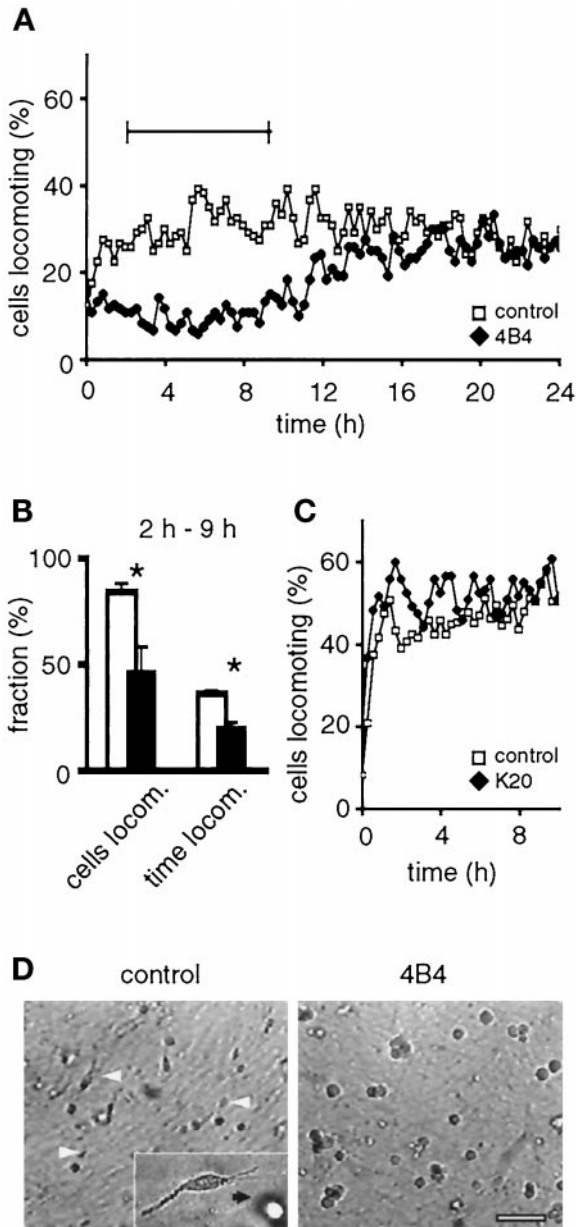 A
cells locomoting (%)
60
40
20
0
control
4B4
0 4 8 12 16 20 24
time (h)
B
2 h - 9 h
fraction (%)
100
50
0
*
*
cells locom.
time locom.
C
cells locomoting (%)
60
40
20
0
control
K20
0 4 8
time (h)
D
control
4B4